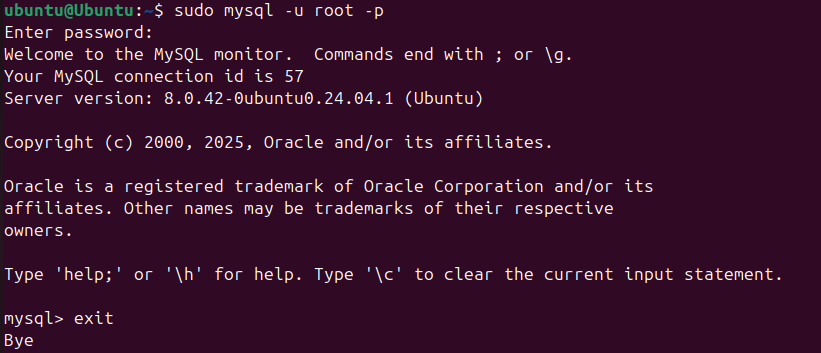 ubuntu@Ubuntu:~$ sudo mysql -u root -p
Enter password:
Welcome to the MySQL monitor.  Commands end with ; or \g.
Your MySQL connection id is 57
Server version: 8.0.42-0ubuntu0.24.04.1 (Ubuntu)
Copyright (c) 2000, 2025, Oracle and/or its affiliates.
Oracle is a registered trademark of Oracle Corporation and/or its
affiliates. Other names may be trademarks of their respective
owners.
Type 'help;' or '\h' for help. Type '\c' to clear the current input statement.
mysql> exit
Bye